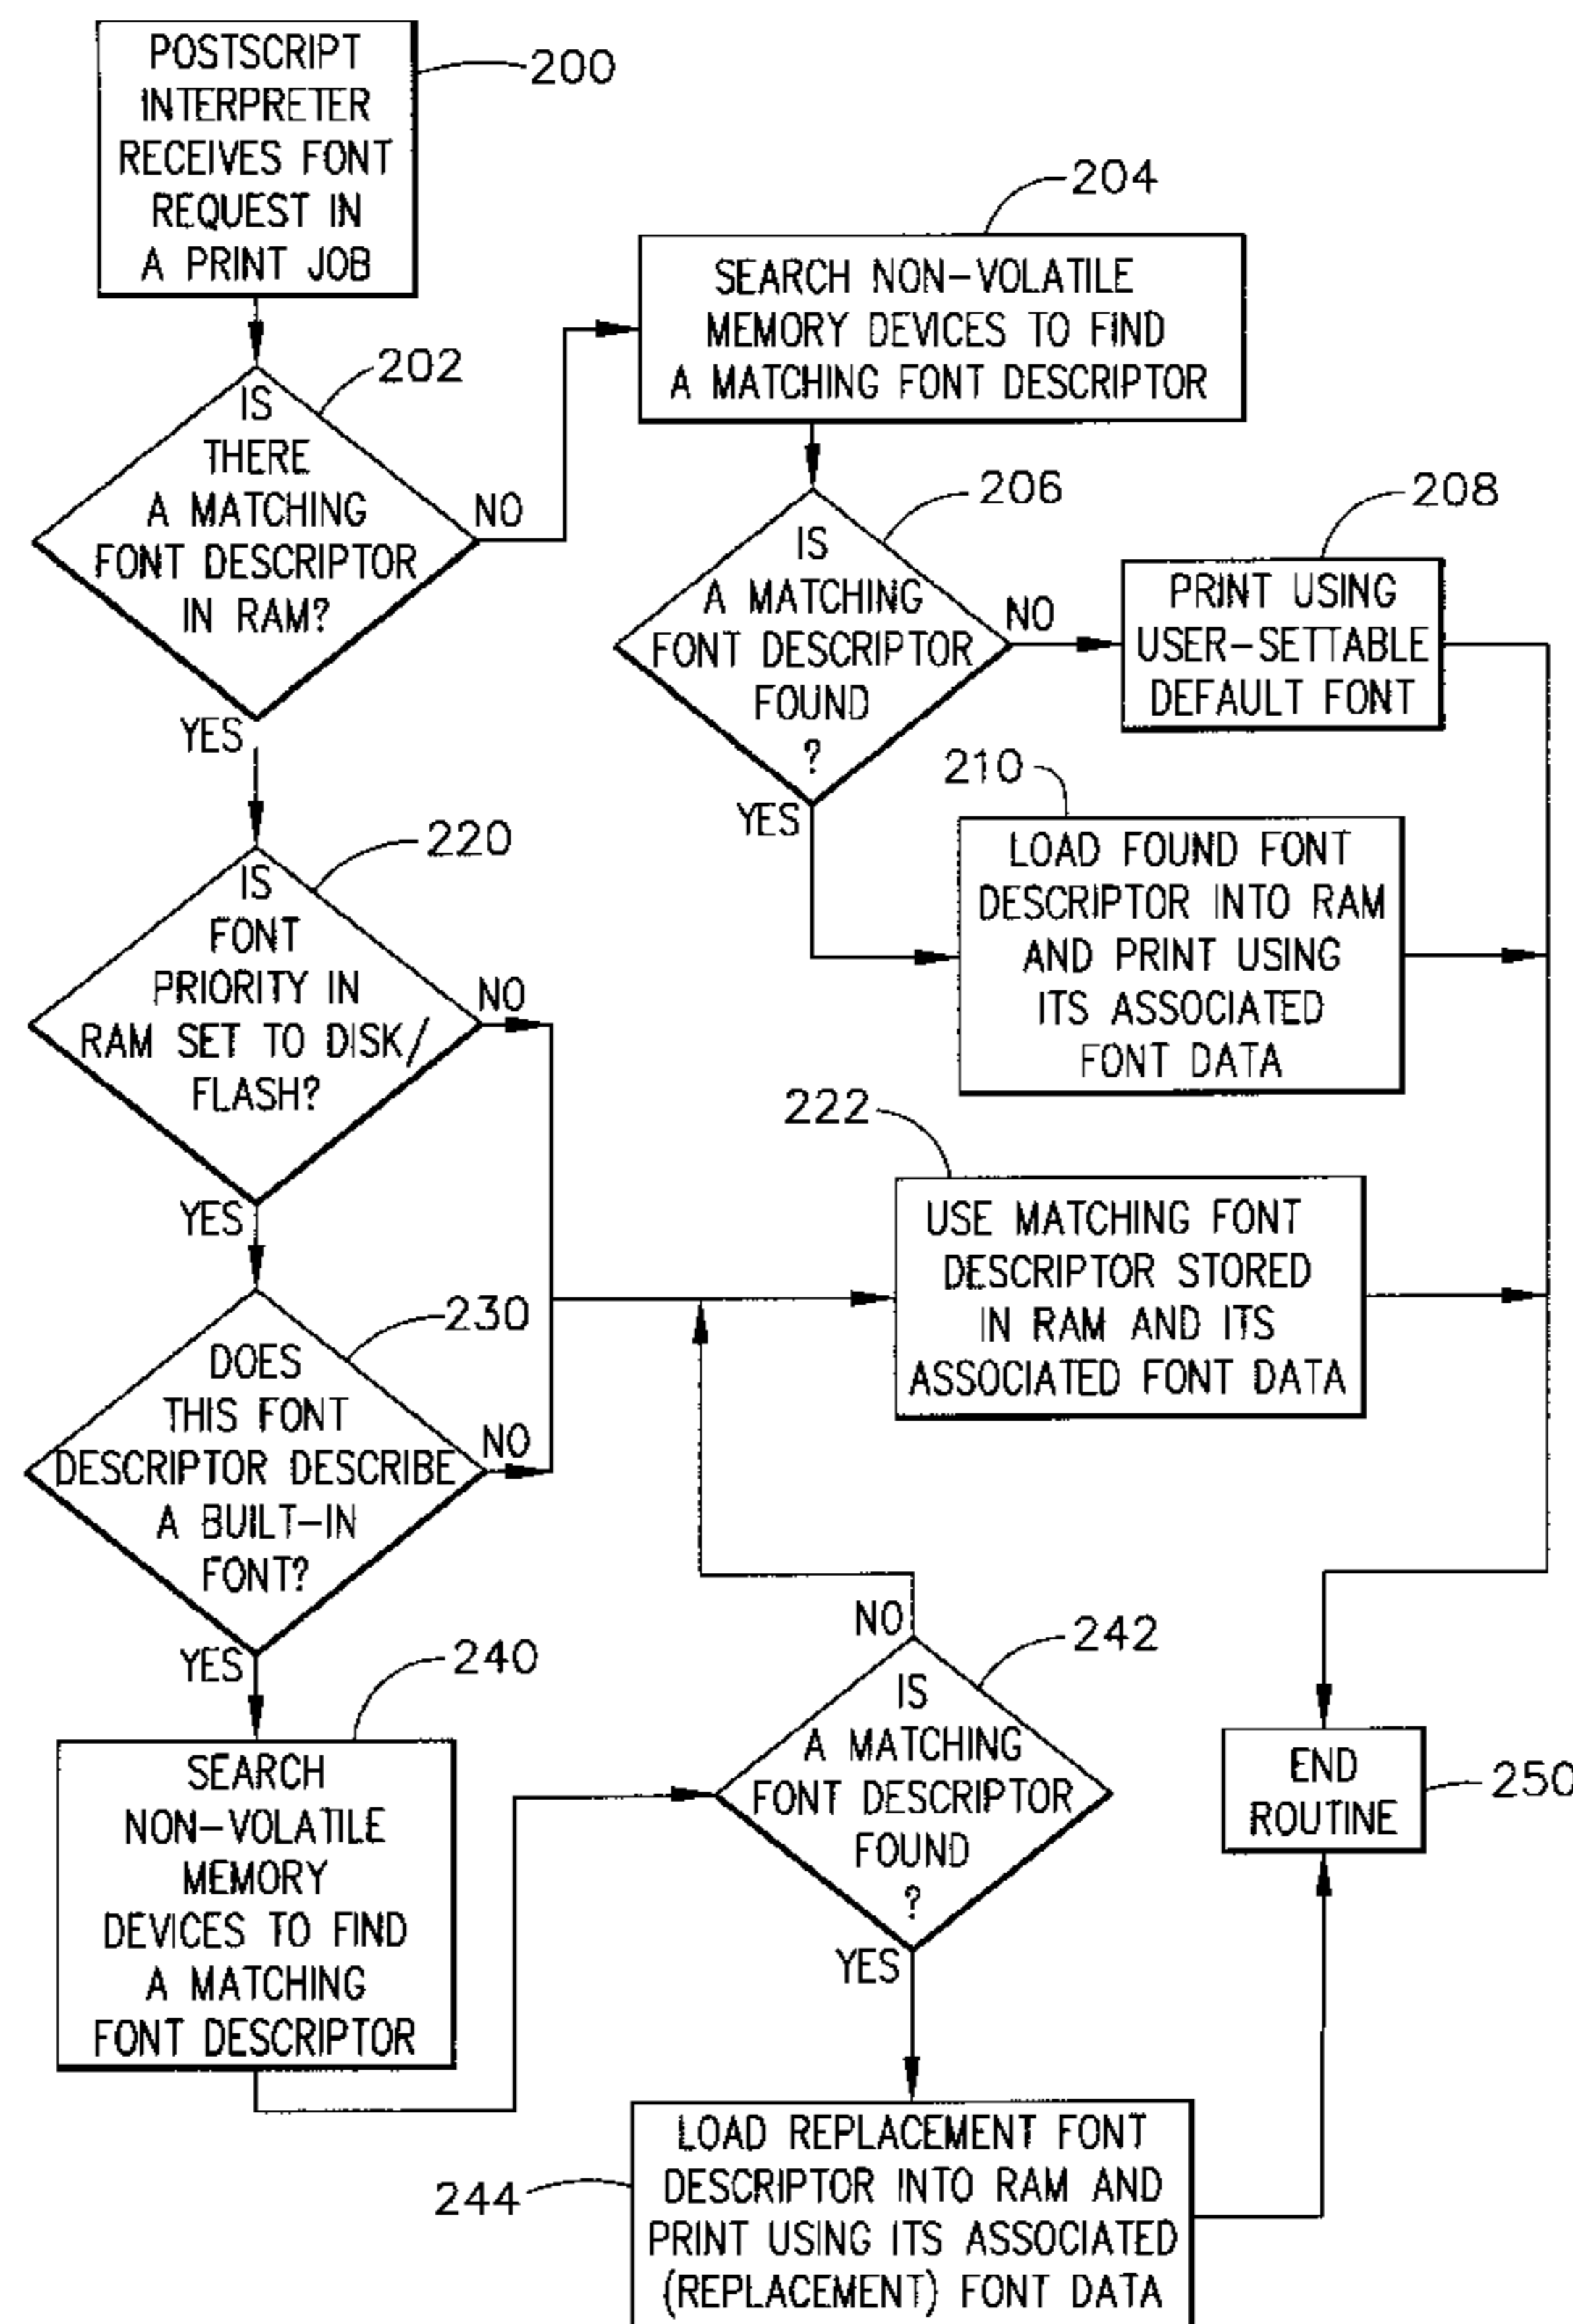 POSTSCRIPT
INTERPRETER
RECEIVES FONT
REQUEST IN
A PRINT JOB
200
IS
THERE
A MATCHING
FONT DESCRIPTOR
IN RAM?
202
NO
YES
204
SEARCH NON-VOLATILE
MEMORY DEVICES TO FIND
A MATCHING FONT DESCRIPTOR
206
IS
A MATCHING
FONT DESCRIPTOR
FOUND
?
NO
YES
208
PRINT USING
USER-SETTABLE
DEFAULT FONT
210
LOAD FOUND FONT
DESCRIPTOR INTO RAM
AND PRINT USING
ITS ASSOCIATED
FONT DATA
220
IS
FONT
PRIORITY IN
RAM SET TO DISK/
FLASH?
NO
YES
222
USE MATCHING FONT
DESCRIPTOR STORED
IN RAM AND ITS
ASSOCIATED FONT DATA
230
DOES
THIS FONT
DESCRIPTOR DESCRIBE
A BUILT-IN
FONT?
NO
YES
240
SEARCH
NON-VOLATILE
MEMORY
DEVICES TO FIND
A MATCHING
FONT DESCRIPTOR
242
NO
IS
A MATCHING
FONT DESCRIPTOR
FOUND
?
YES
244
LOAD REPLACEMENT FONT
DESCRIPTOR INTO RAM AND
PRINT USING ITS ASSOCIATED
(REPLACEMENT) FONT DATA
END
ROUTINE
250